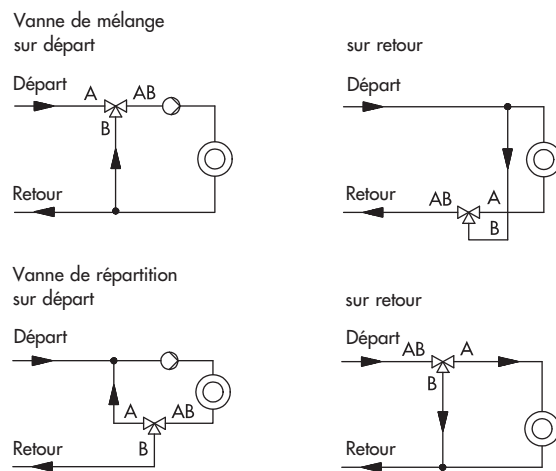 Vanne de mélange
sur départ
Départ
A
AB
B
Retour
sur retour
Départ
AB
A
B
Retour
Vanne de répartition
sur départ
Départ
A
AB
B
Retour
sur retour
Départ
AB
A
B
Retour